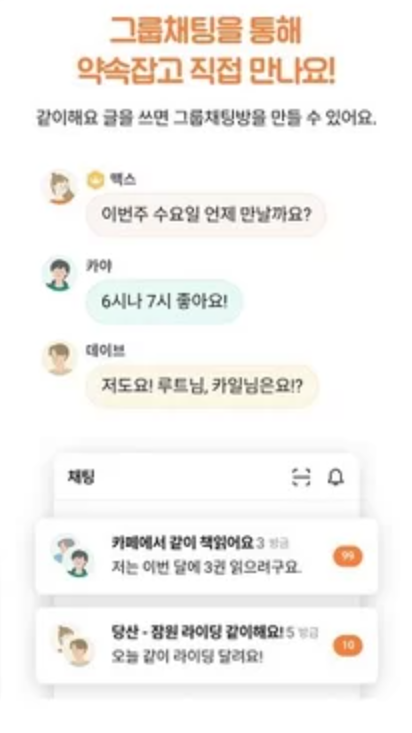 그룹채팅을 통해
약속잡고 직접 만나요!
같이해요 글을 쓰면 그룹채팅방을 만들 수 있어요.
맥스
이번주 수요일 언제 만날까요?
카야
6시나 7시 좋아요!
데이브
저도요! 루트님, 카일님은요!?
채팅
카페에서 같이 책읽어요 3 방금
저는 이번 달에 3권 읽으려구요.
99
당산 - 잠원 라이딩 같이해요! 5 방금
오늘 같이 라이딩 달려요!
10